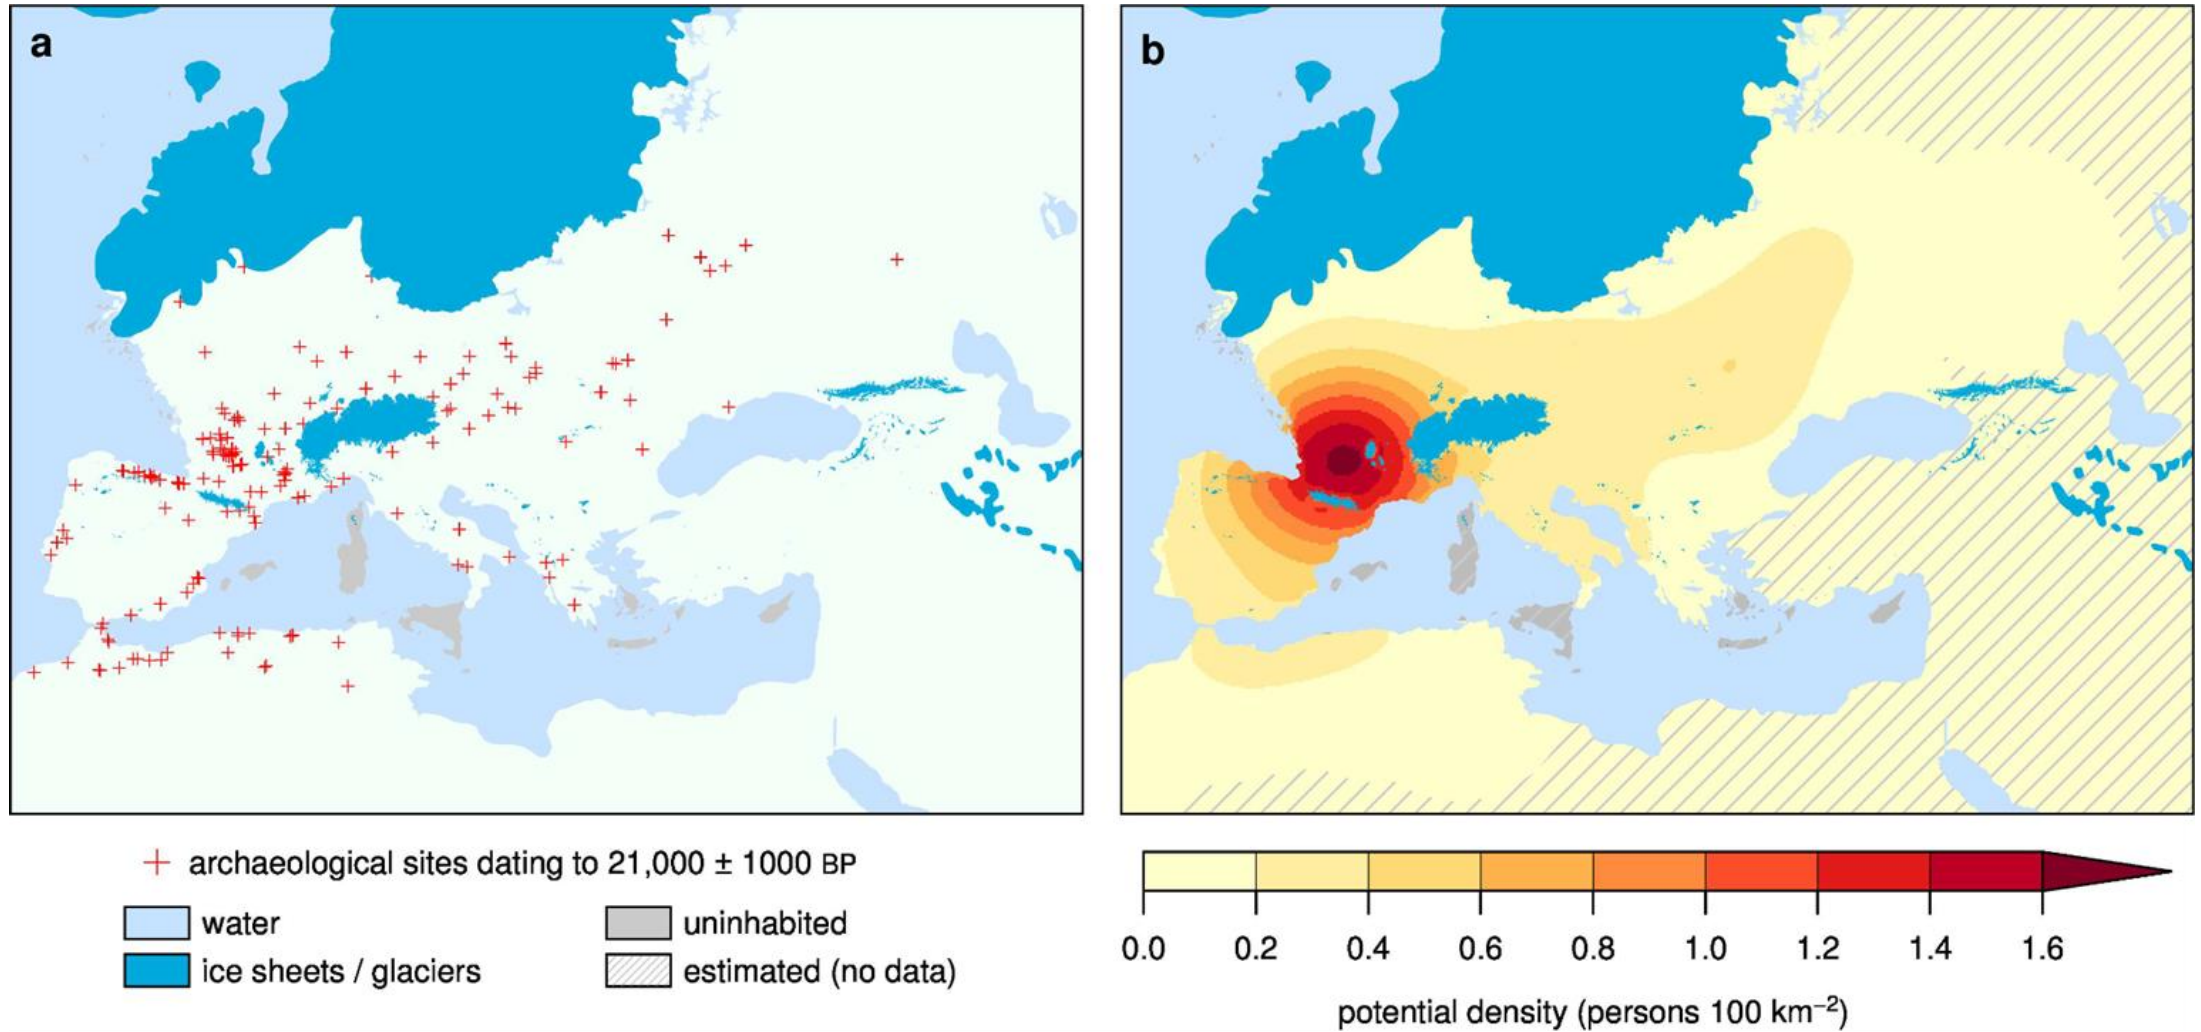 a
b
archaeological sites dating to 21,000 ± 1000 BP
water
uninhabited
ice sheets / glaciers
estimated (no data)
0.0 0.2 0.4 0.6 0.8 1.0 1.2 1.4 1.6
potential density (persons 100 km⁻²)